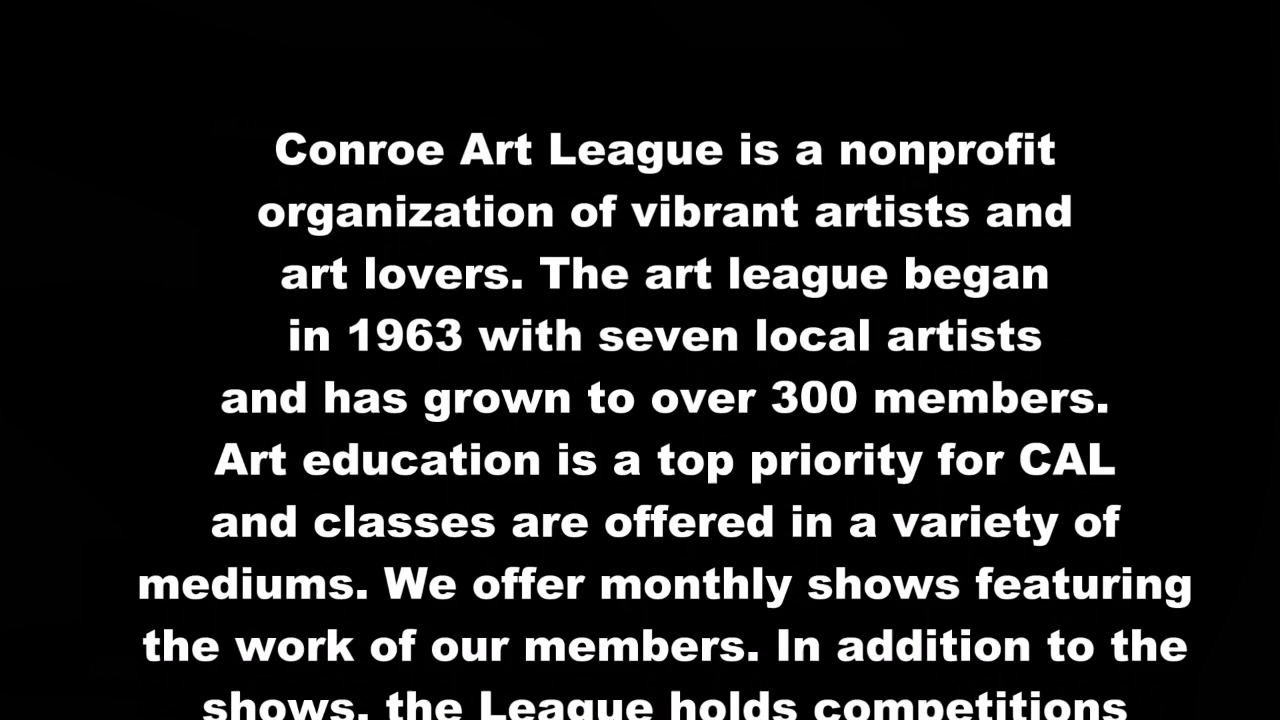 Conroe Art League is a nonprofit
organization of vibrant artists and
art lovers. The art league began
in 1963 with seven local artists
and has grown to over 300 members.
Art education is a top priority for CAL
and classes are offered in a variety of
mediums. We offer monthly shows featuring
the work of our members. In addition to the
shows, the League holds competitions